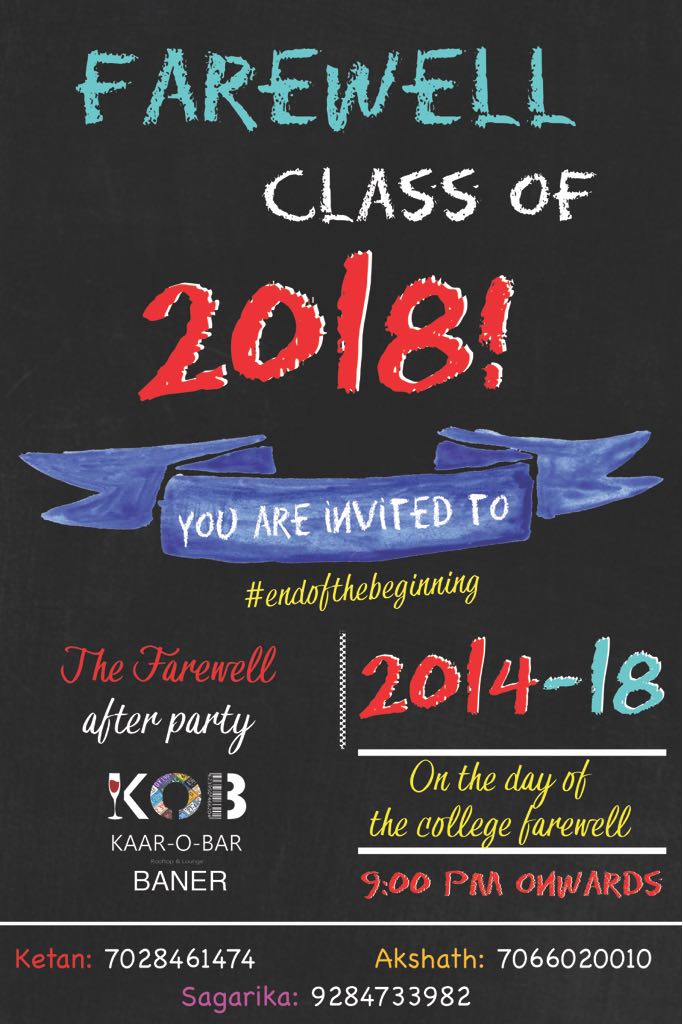 FAREWELL
CLASS OF
2018!
YOU ARE INVITED TO
#endofthebeginning
The Farewell
after party
KOB
KAAR-O-BAR
Rooftop & Lounge
BANER
2014-18
On the day of
the college farewell
9:00 PM ONWARDS
Ketan: 7028461474
Akshath: 7066020010
Sagarika: 9284733982